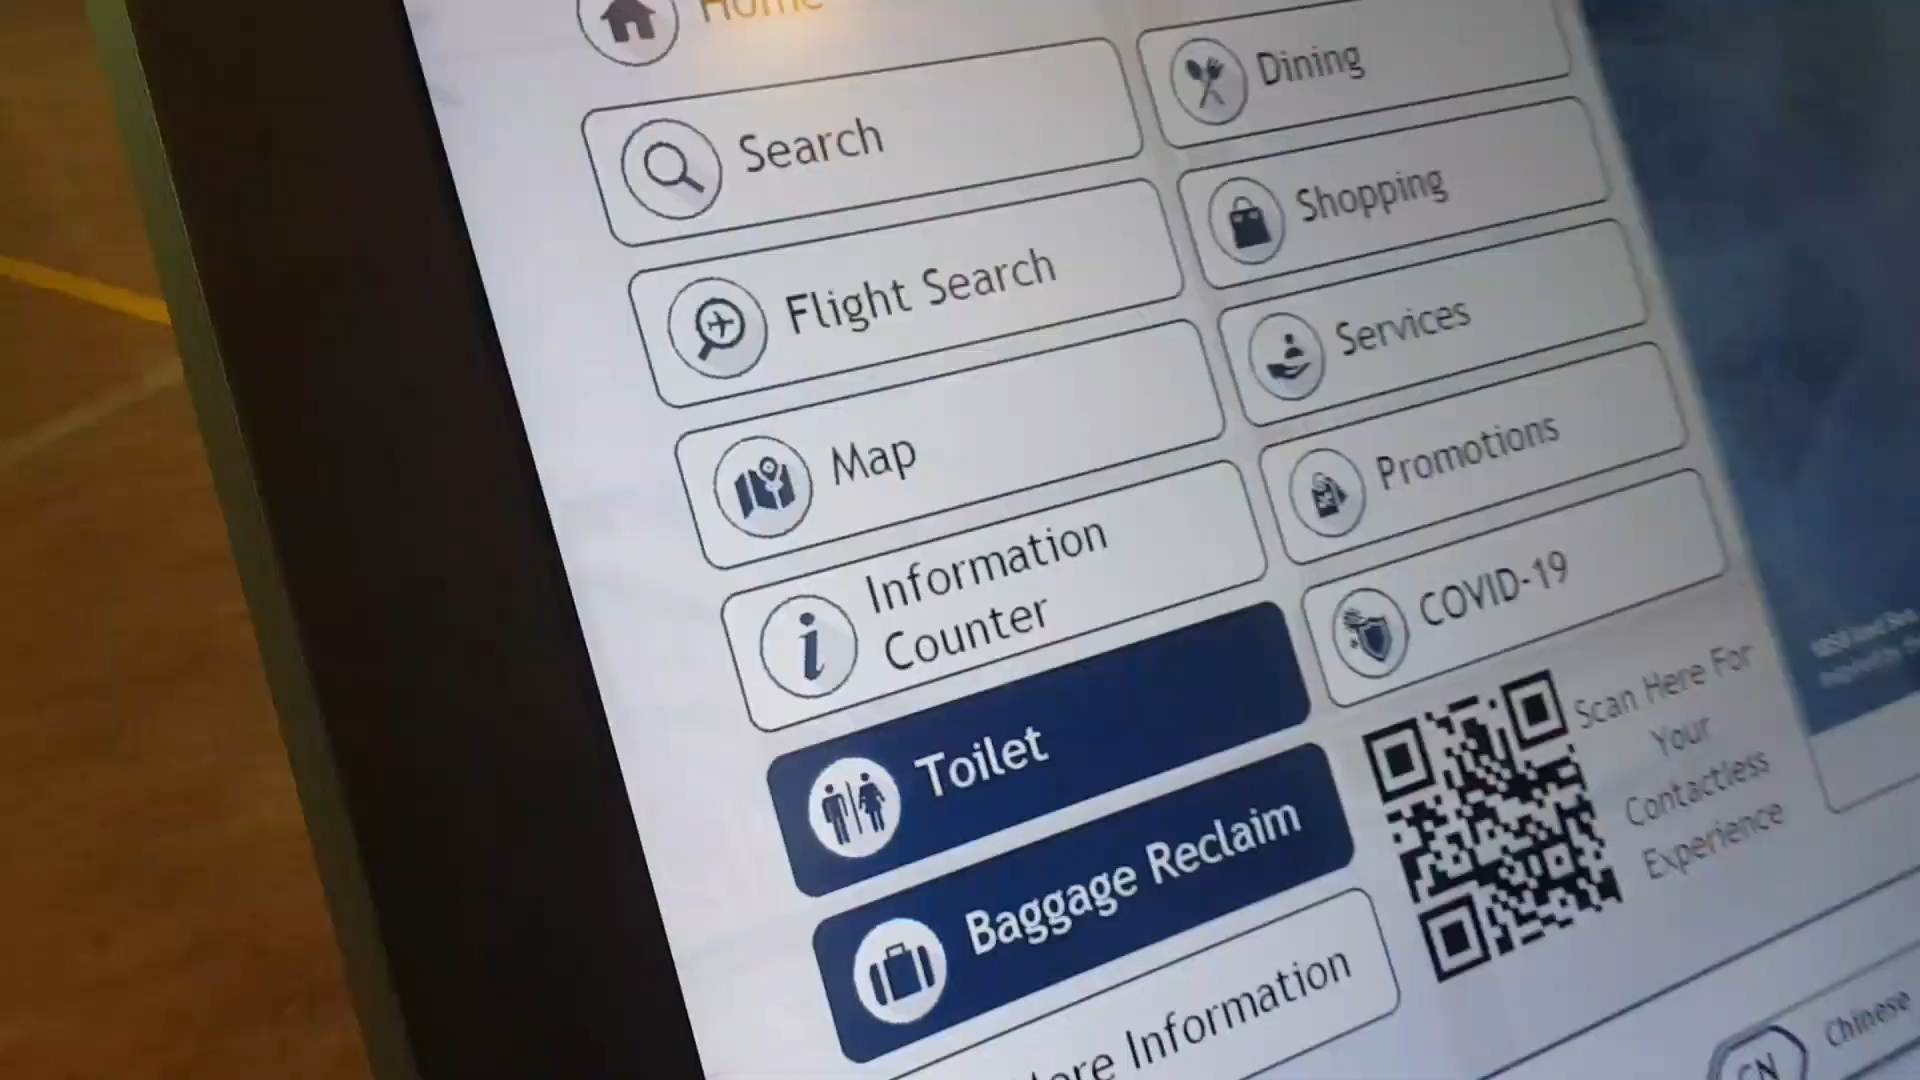 Home
Search
Flight Search
Map
Information
Counter
Toilet
Baggage Reclaim
Information
Dining
Shopping
Services
Promotions
COVID-19
Scan Here For
Your
Contactless
Experience
Chinese